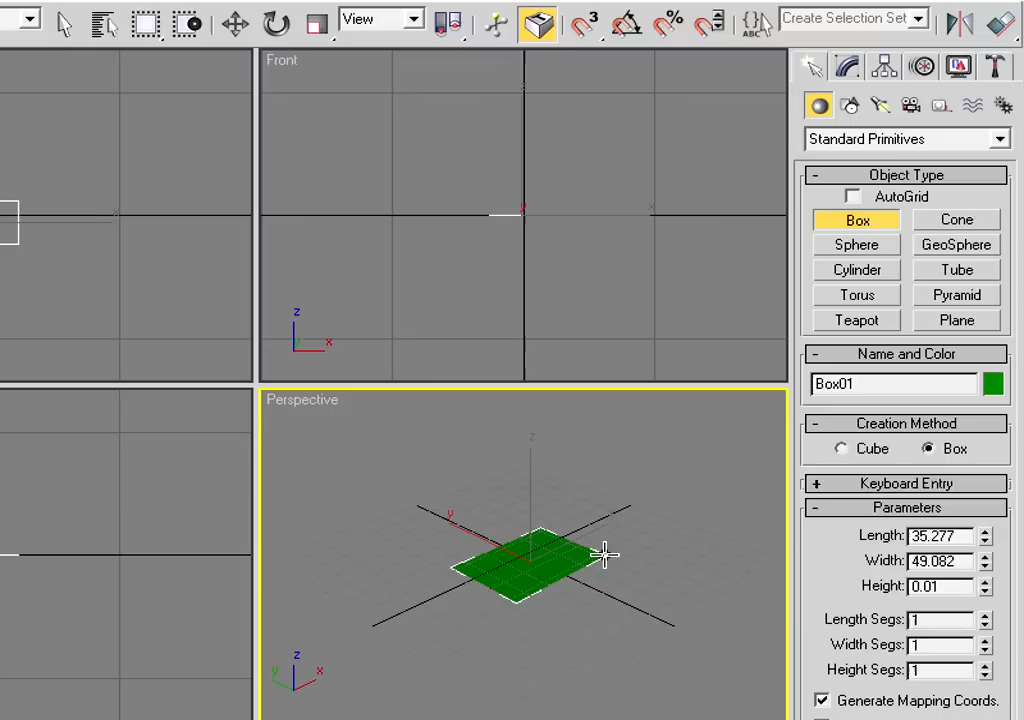 View
3
%
{}
ABC
Create Selection Set
Front
z
x
y
x
z
y
x
Perspective
z
y
x
z
y
x
Standard Primitives
- Object Type
AutoGrid
Box Cone
Sphere GeoSphere
Cylinder Tube
Torus Pyramid
Teapot Plane
- Name and Color
Box01
- Creation Method
Cube Box
+ Keyboard Entry
- Parameters
Length: 35.277
Width: 49.082
Height: 0.01
Length Segs: 1
Width Segs: 1
Height Segs: 1
Generate Mapping Coords.